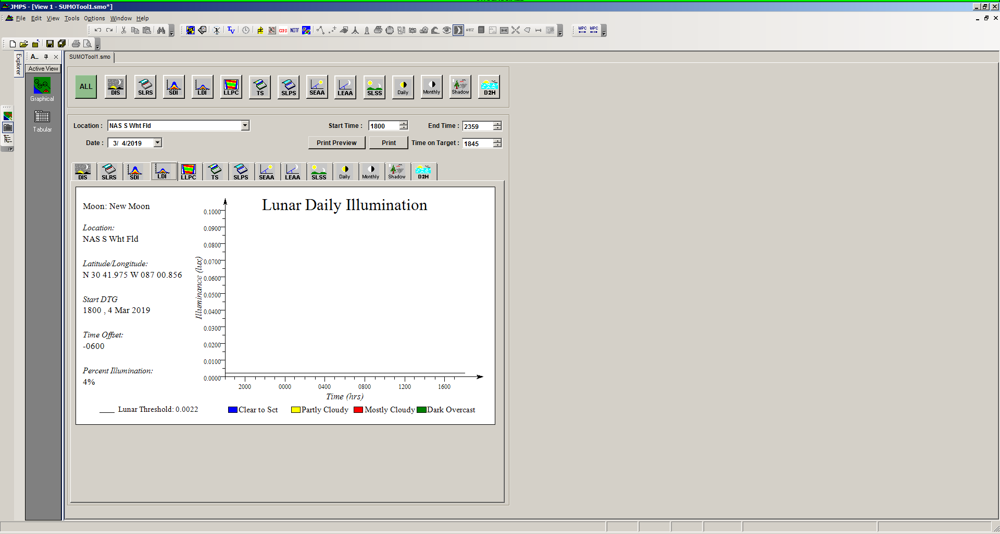 JMPS - [View 1 - SUMOTool1.smo*]
File Edit View Tools Options Window Help
TV GPS NITF WEZ WPC WPC
Explorer
A...
SUMOTool1.smo
Active View
Graphical
Tabular
ALL DIS SLRS SDI LDI LLPC TS SLPS SEAA LEAA SLSS Daily Monthly Shadow D2H
Location : NAS S Wht Fld Start Time : 1800 End Time : 2359
Date : 3/ 4/2019 Print Preview Print Time on Target : 1845
DIS SLRS SDI LDI LLPC TS SLPS SEAA LEAA SLSS Daily Monthly Shadow D2H
Lunar Daily Illumination
Moon: New Moon
Location:
NAS S Wht Fld
Latitude/Longitude:
N 30 41.975 W 087 00.856
Start DTG
1800 , 4 Mar 2019
Time Offset:
-0600
Percent Illumination:
4%
Illuminance (lux)
0.1000
0.0900
0.0800
0.0700
0.0600
0.0500
0.0400
0.0300
0.0200
0.0100
0.0000
2000 0000 0400 0800 1200 1600
Time (hrs)
Lunar Threshold: 0.0022 Clear to Sct Partly Cloudy Mostly Cloudy Dark Overcast